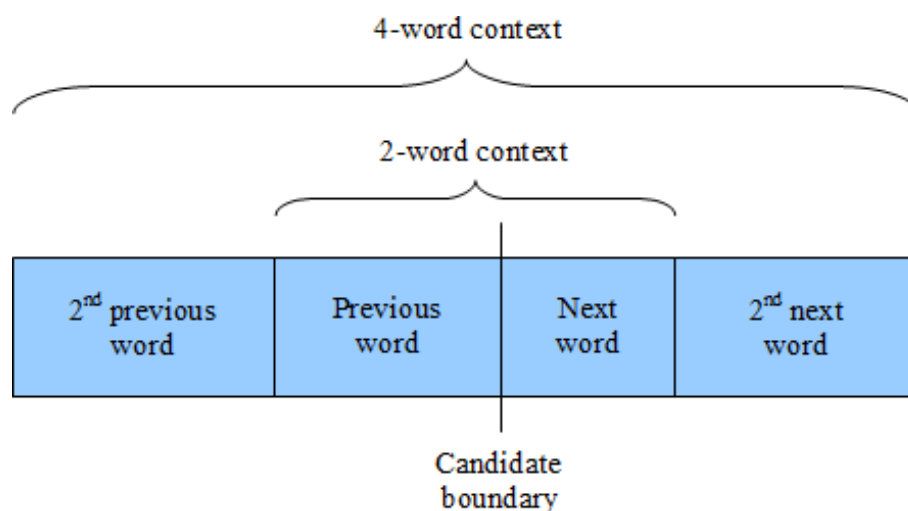 4-word context
2-word context
2nd previous
word
Previous
word
Next
word
2nd next
word
Candidate
boundary